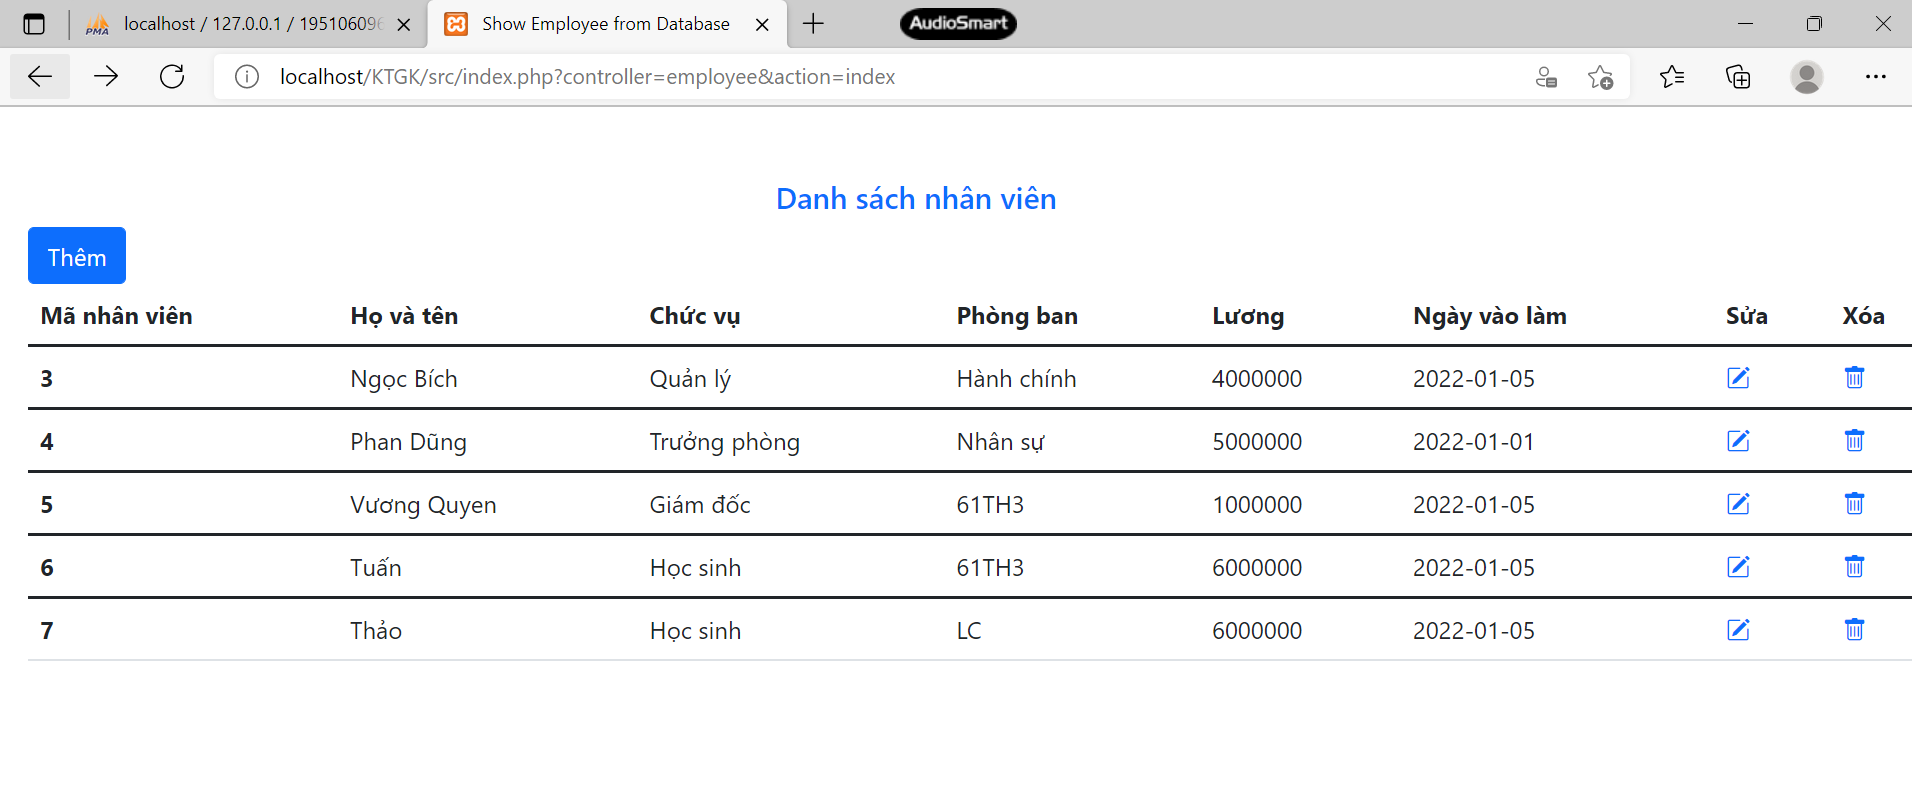 PMA localhost / 127.0.0.1 / 195106096 Show Employee from Database AudioSmart
localhost/KTGK/src/index.php?controller=employee&action=index
Danh sách nhân viên
Thêm
Mã nhân viên Họ và tên Chức vụ Phòng ban Lương Ngày vào làm Sửa Xóa
3 Ngọc Bích Quản lý Hành chính 4000000 2022-01-05
4 Phan Dũng Trưởng phòng Nhân sự 5000000 2022-01-01
5 Vương Quyen Giám đốc 61TH3 1000000 2022-01-05
6 Tuấn Học sinh 61TH3 6000000 2022-01-05
7 Thảo Học sinh LC 6000000 2022-01-05